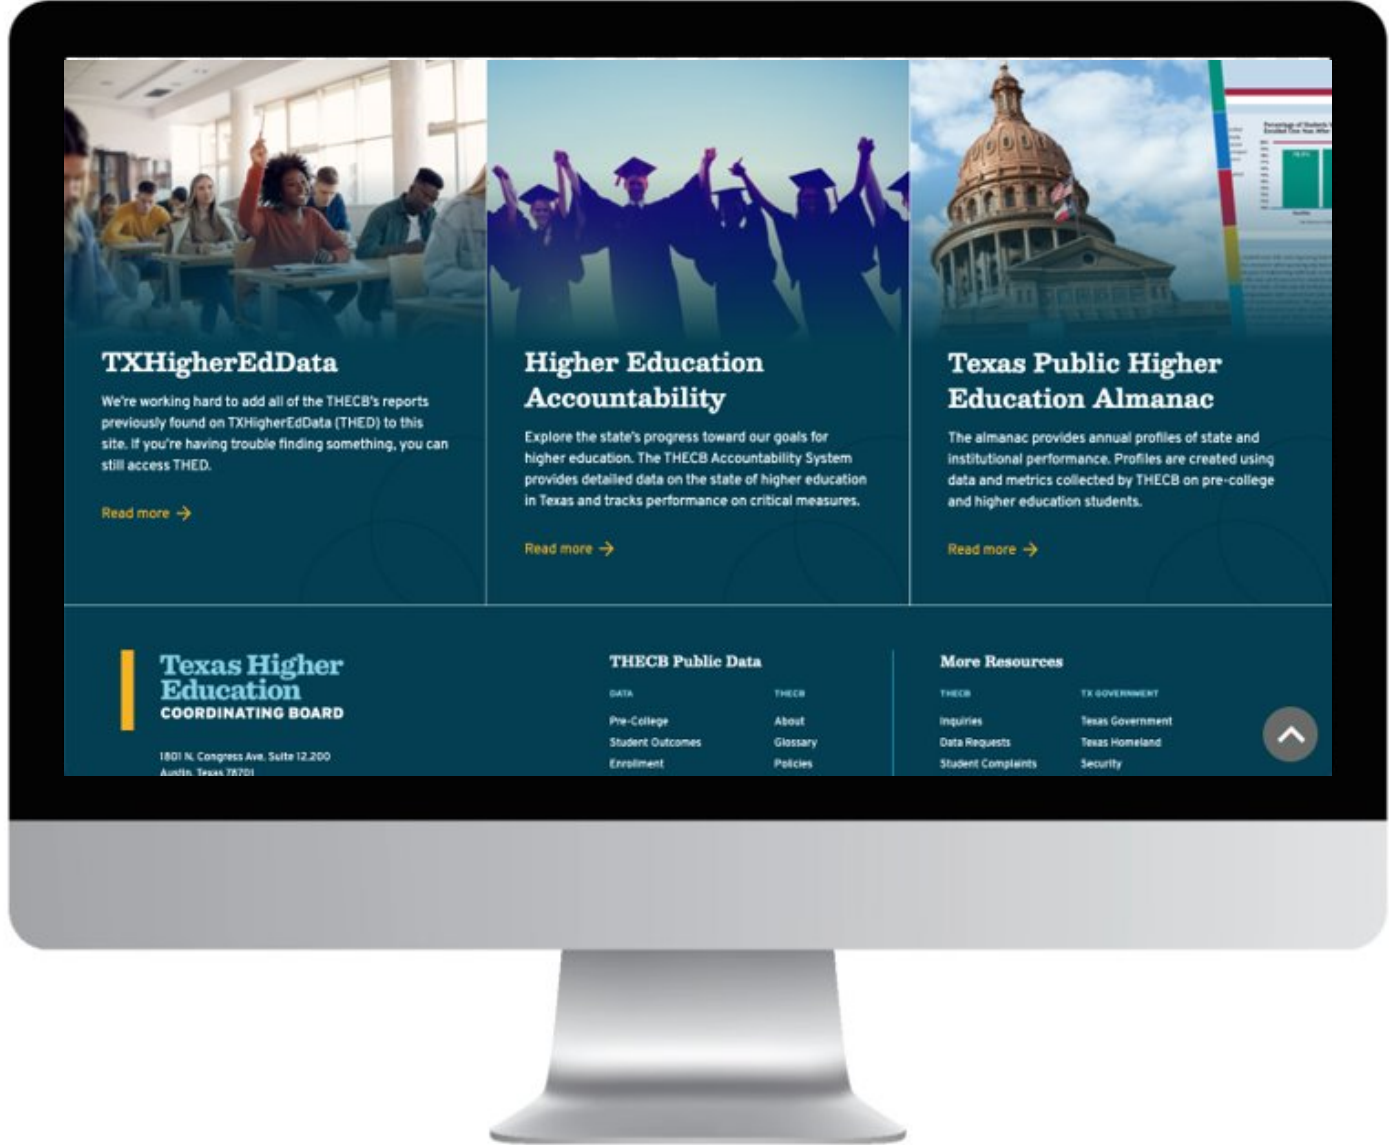 TXHigherEdData
We're working hard to add all of the THECB's reports
previously found on TXHigherEdData (THED) to this
site. If you're having trouble finding something, you can
still access THED.
Read more →
Higher Education
Accountability
Explore the state's progress toward our goals for
higher education. The THECB Accountability System
provides detailed data on the state of higher education
in Texas and tracks performance on critical measures.
Read more →
Texas Public Higher
Education Almanac
The almanac provides annual profiles of state and
institutional performance. Profiles are created using
data and metrics collected by THECB on pre-college
and higher education students.
Read more →
Texas Higher
Education
COORDINATING BOARD
1801 N. Congress Ave. Suite 12.200
Austin, Texas 78701
THECB Public Data
DATA
Pre-College
Student Outcomes
Enrollment
THECB
About
Glossary
Policies
More Resources
THECB
Inquiries
Data Requests
Student Complaints
TX GOVERNMENT
Texas Government
Texas Homeland
Security